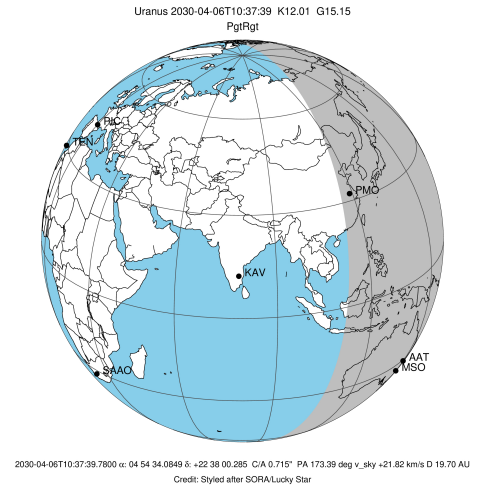 Uranus 2030-04-06T10:37:39 K12.01 G15.15
PgtRgt
PIC
TEN
PMO
KAV
AAT
MSO
SAAO
2030-04-06T10:37:39.7800 α: 04 54 34.0849 δ: +22 38 00.285 C/A 0.715" PA 173.39 deg v_sky +21.82 km/s D 19.70 AU
Credit: Styled after SORA/Lucky Star